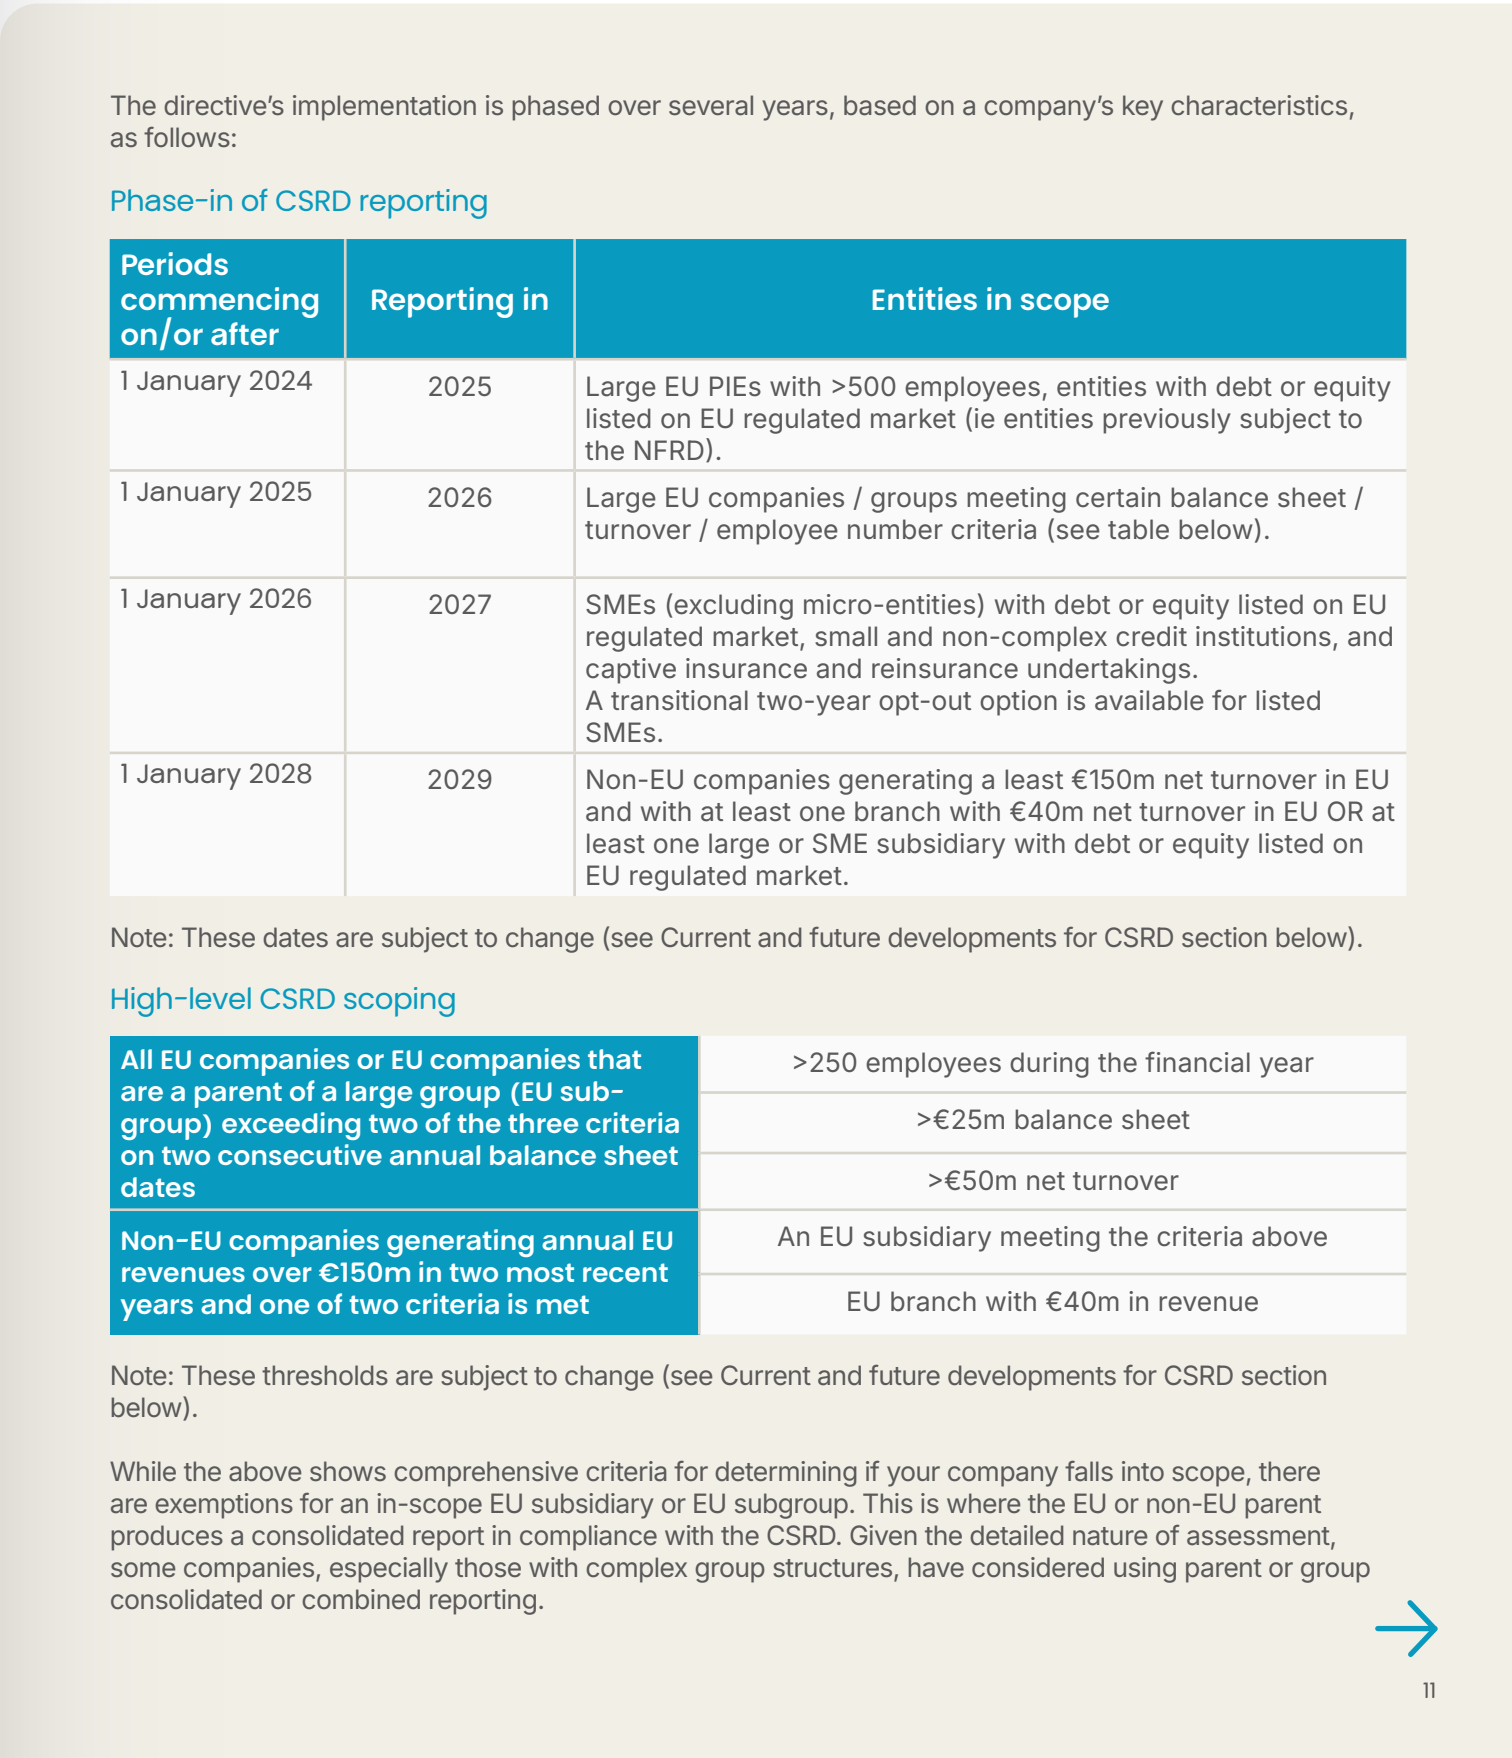 The directive’s implementation is phased over several years, based on a company’s key characteristics,
as follows:
Phase-in of CSRD reporting
Periods
commencing
on/or after
Reporting in
Entities in scope
1 January 2024
2025
Large EU PIEs with >500 employees, entities with debt or equity
listed on EU regulated market (ie entities previously subject to
the NFRD).
1 January 2025
2026
Large EU companies / groups meeting certain balance sheet /
turnover / employee number criteria (see table below).
1 January 2026
2027
SMEs (excluding micro-entities) with debt or equity listed on EU
regulated market, small and non-complex credit institutions, and
captive insurance and reinsurance undertakings.
A transitional two-year opt-out option is available for listed
SMEs.
1 January 2028
2029
Non-EU companies generating a least €150m net turnover in EU
and with at least one branch with €40m net turnover in EU OR at
least one large or SME subsidiary with debt or equity listed on
EU regulated market.
Note: These dates are subject to change (see Current and future developments for CSRD section below).
High-level CSRD scoping
All EU companies or EU companies that
are a parent of a large group (EU sub-
group) exceeding two of the three criteria
on two consecutive annual balance sheet
dates
>250 employees during the financial year
>€25m balance sheet
>€50m net turnover
Non-EU companies generating annual EU
revenues over €150m in two most recent
years and one of two criteria is met
An EU subsidiary meeting the criteria above
EU branch with €40m in revenue
Note: These thresholds are subject to change (see Current and future developments for CSRD section
below).
While the above shows comprehensive criteria for determining if your company falls into scope, there
are exemptions for an in-scope EU subsidiary or EU subgroup. This is where the EU or non-EU parent
produces a consolidated report in compliance with the CSRD. Given the detailed nature of assessment,
some companies, especially those with complex group structures, have considered using parent or group
consolidated or combined reporting.
11